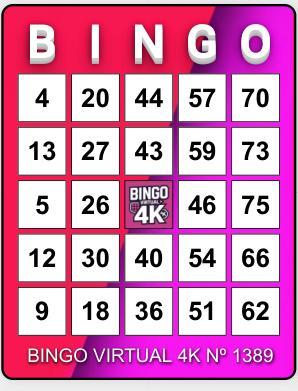 B I N G O
4 20 44 57 70
13 27 43 59 73
5 26 BINGO VIRTUAL 4K 46 75
12 30 40 54 66
9 18 36 51 62
BINGO VIRTUAL 4K Nº 1389